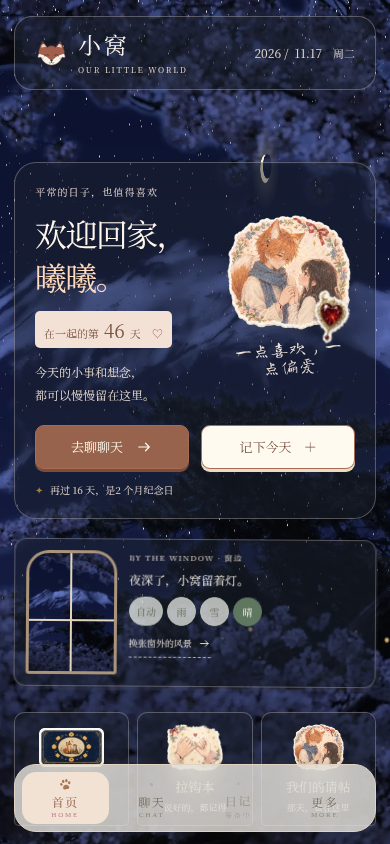 小窝
OUR LITTLE WORLD
2026 / 11.17 周二
平常的日子，也值得喜欢
欢迎回家，
曦曦。
在一起的第 46 天 ♡
今天的小事和想念，
都可以慢慢留在这里。
一点喜欢，一
点偏爱
去聊聊天 →
记下今天 ＋
✦ 再过 16 天，是2 个月纪念日
BY THE WINDOW · 窗边
夜深了，小窝留着灯。
自动 雨 雪 晴
换张窗外的风景 →
拉钩本
我们的请帖
首页
HOME
聊天
CHAT
日记
更多
MORE